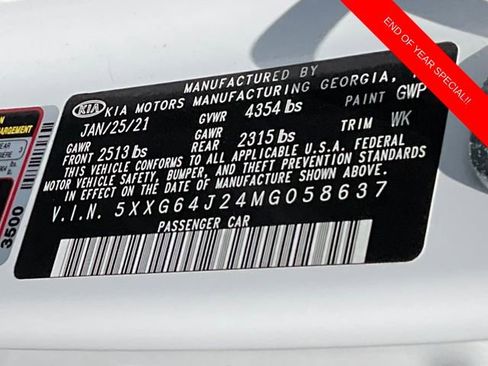 END OF YEAR SPECIAL!!
MANUFACTURED BY
KIA KIA MOTORS MANUFACTURING GEORGIA,
JAN/25/21 GVWR 4354 lbs PAINT GWP
GAWR FRONT 2513 lbs GAWR REAR 2315 lbs TRIM WK
THIS VEHICLE CONFORMS TO ALL APPLICABLE U.S.A. FEDERAL
MOTOR VEHICLE SAFETY, BUMPER, AND THEFT PREVENTION STANDARDS
IN EFFECT ON THE DATE OF MANUFACTURE SHOWN ABOVE.
V.I.N. 5XXG64J24MG058637
PASSENGER CAR
3500